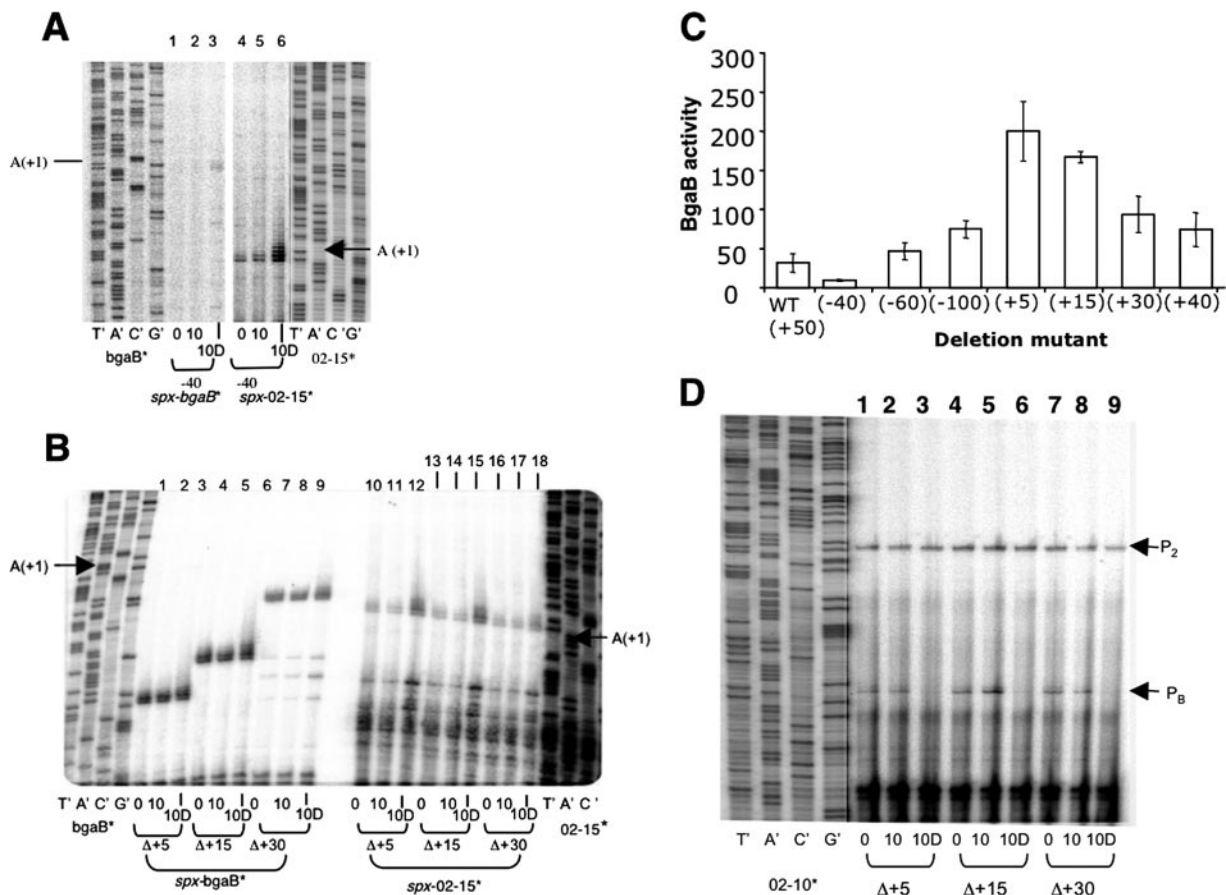 A
1 2 3 4 5 6
A(+1)
A (+1)
T' A' C' G' 0 10 10D 0 10 10D T' A' C 'G'
bgaB* 02-15*
-40 -40
spx-bgaB* spx-02-15*
B
1 2 3 4 5 6 7 8 9 10 11 12 13 14 15 16 17 18
A(+1)
A(+1)
T' A' C' G' 0 10 10D 0 10 10D 0 10 10D 0 10 10D 0 10 10D 0 10 10D T' A' C '
bgaB* 02-15*
Δ+5 Δ+15 Δ+30 Δ+5 Δ+15 Δ+30
spx-bgaB* spx-02-15*
C
BgaB activity
300
250
200
150
100
50
0
WT (+50) (-40) (-60) (-100) (+5) (+15) (+30) (+40)
Deletion mutant
D
1 2 3 4 5 6 7 8 9
P2
PB
T' A' C' G' 0 10 10D 0 10 10D 0 10 10D
02-10* Δ+5 Δ+15 Δ+30